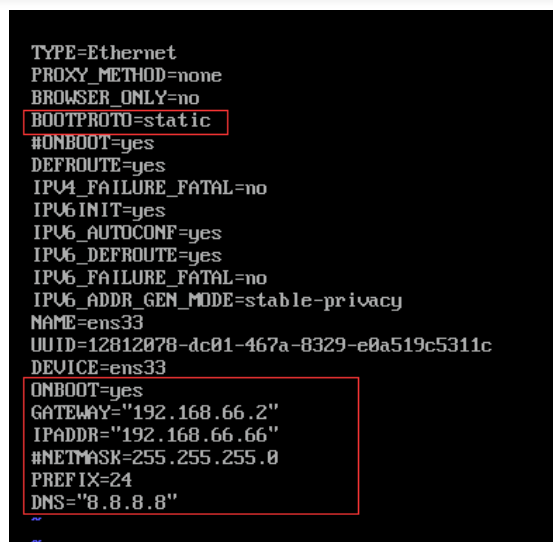 TYPE=Ethernet
PROXY_METHOD=none
BROWSER_ONLY=no
BOOTPROTO=static
#ONBOOT=yes
DEFROUTE=yes
IPV4_FAILURE_FATAL=no
IPV6INIT=yes
IPV6_AUTOCONF=yes
IPV6_DEFROUTE=yes
IPV6_FAILURE_FATAL=no
IPV6_ADDR_GEN_MODE=stable-privacy
NAME=ens33
UUID=12812078-dc01-467a-8329-e0a519c5311c
DEVICE=ens33
ONBOOT=yes
GATEWAY="192.168.66.2"
IPADDR="192.168.66.66"
#NETMASK=255.255.255.0
PREFIX=24
DNS="8.8.8.8"
~
~